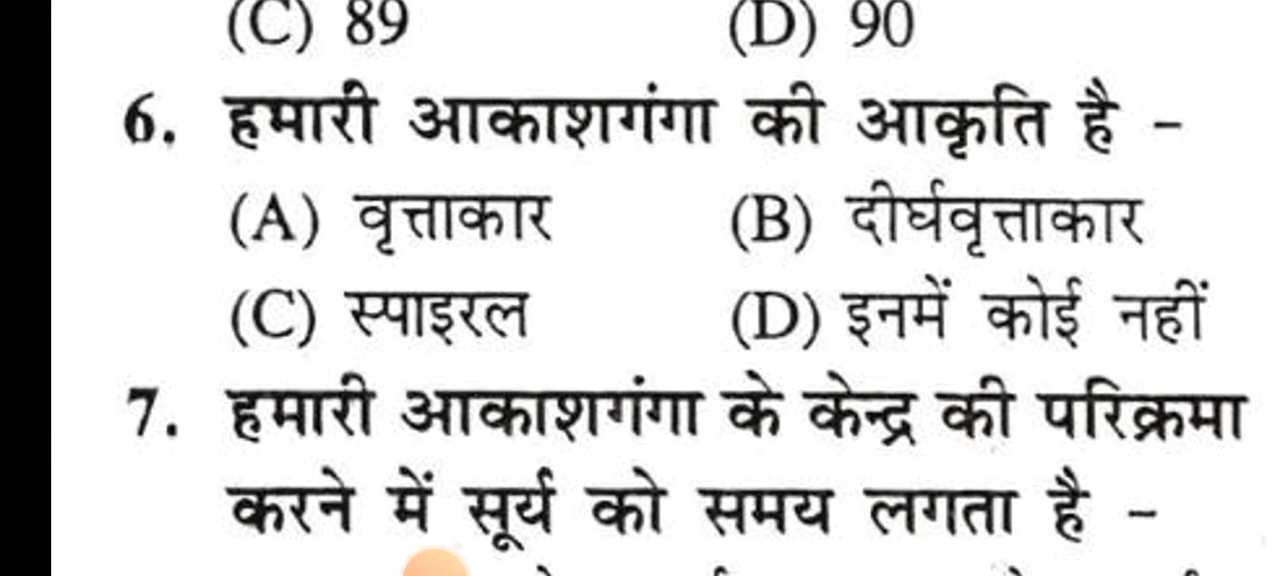 (C) 89 (D) 90
6. हमारी आकाशगंगा की आकृति है -
(A) वृत्ताकार (B) दीर्घवृत्ताकार
(C) स्पाइरल (D) इनमें कोई नहीं
7. हमारी आकाशगंगा के केन्द्र की परिक्रमा
करने में सूर्य को समय लगता है -